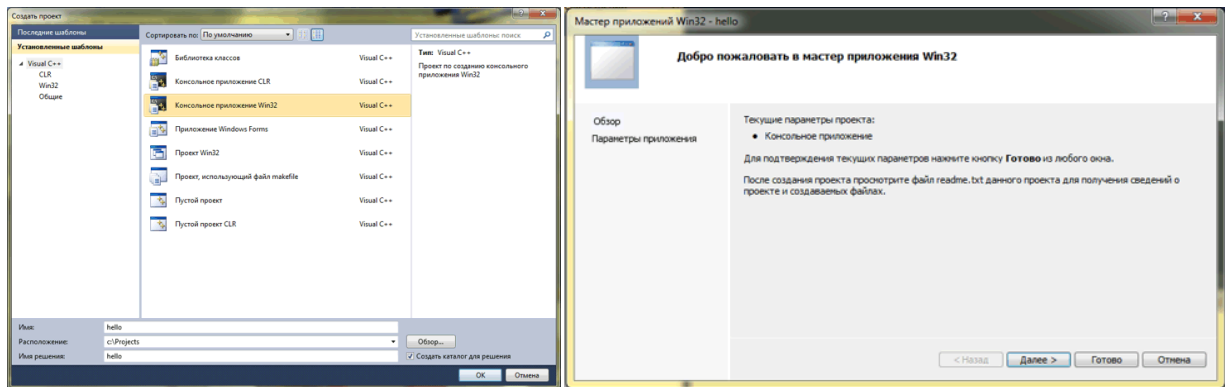 Создать проект
Последние шаблоны
Установленные шаблоны
Visual C++
CLR
Win32
Общие
Сортировать по: По умолчанию
Установленные шаблоны: поиск
Библиотека классов Visual C++
Консольное приложение CLR Visual C++
Консольное приложение Win32 Visual C++
Приложение Windows Forms Visual C++
Проект Win32 Visual C++
Проект, использующий файл makefile Visual C++
Пустой проект Visual C++
Пустой проект CLR Visual C++
Тип: Visual C++
Проект по созданию консольного
приложения Win32
Имя: hello
Расположение: c:\Projects Обзор...
Имя решения: hello Создать каталог для решения
ОК Отмена
Мастер приложений Win32 - hello
Добро пожаловать в мастер приложения Win32
Обзор
Параметры приложения
Текущие параметры проекта:
• Консольное приложение
Для подтверждения текущих параметров нажмите кнопку Готово из любого окна.
После создания проекта просмотрите файл readme.txt данного проекта для получения сведений о
проекте и создаваемых файлах.
< Назад Далее > Готово Отмена